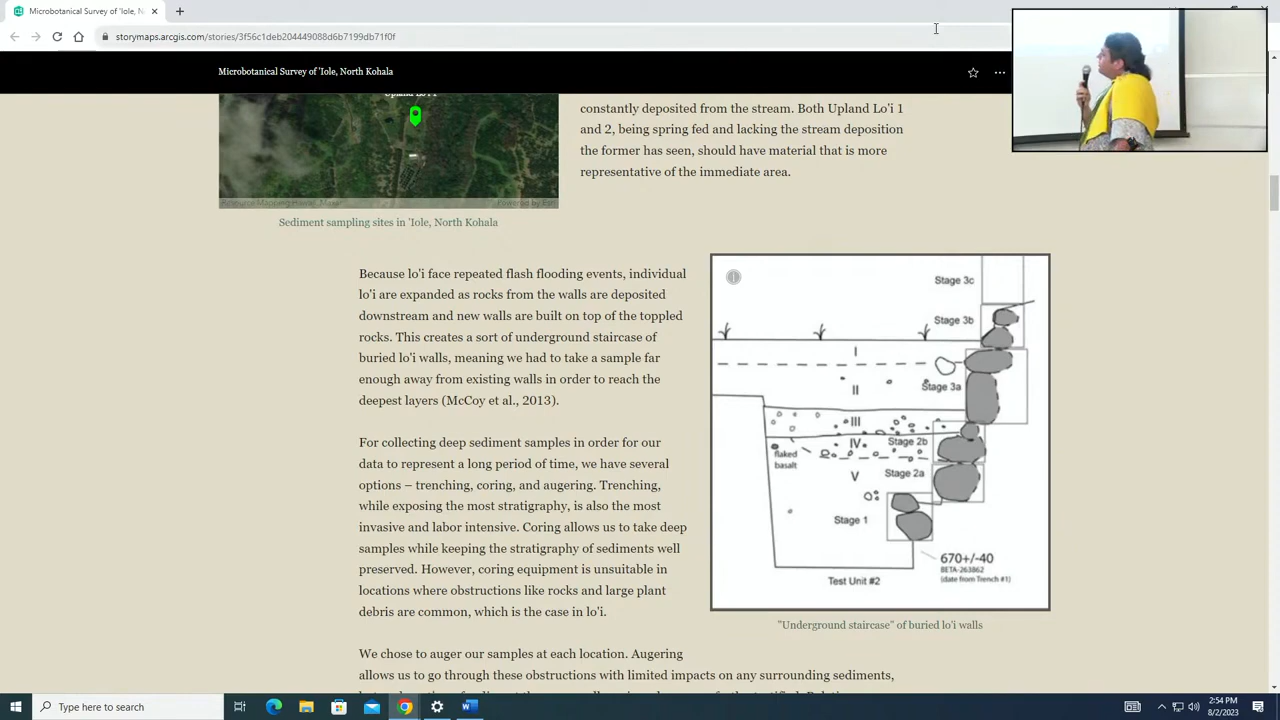 Microbotanical Survey of 'Iole, N
storymaps.arcgis.com/stories/3f56c1deb204449088d6b7199db71f0f
Microbotanical Survey of 'Iole, North Kohala
Upland Lo'i 1
Powered by Esri
Sediment sampling sites in 'Iole, North Kohala
constantly deposited from the stream. Both Upland Lo'i 1
and 2, being spring fed and lacking the stream deposition
the former has seen, should have material that is more
representative of the immediate area.
Because lo'i face repeated flash flooding events, individual
lo'i are expanded as rocks from the walls are deposited
downstream and new walls are built on top of the toppled
rocks. This creates a sort of underground staircase of
buried lo'i walls, meaning we had to take a sample far
enough away from existing walls in order to reach the
deepest layers (McCoy et al., 2013).
For collecting deep sediment samples in order for our
data to represent a long period of time, we have several
options – trenching, coring, and augering. Trenching,
while exposing the most stratigraphy, is also the most
invasive and labor intensive. Coring allows us to take deep
samples while keeping the stratigraphy of sediments well
preserved. However, coring equipment is unsuitable in
locations where obstructions like rocks and large plant
debris are common, which is the case in lo'i.
Stage 3c
Stage 3b
I
Stage 3a
II
III
IV
Stage 2b
flaked
basalt
V
Stage 2a
Stage 1
670+/-40
BETA-263862
(date from Trench #1)
Test Unit #2
"Underground staircase" of buried lo'i walls
We chose to auger our samples at each location. Augering
allows us to go through these obstructions with limited impacts on any surrounding sediments,
Type here to search
2:54 PM
8/2/2023